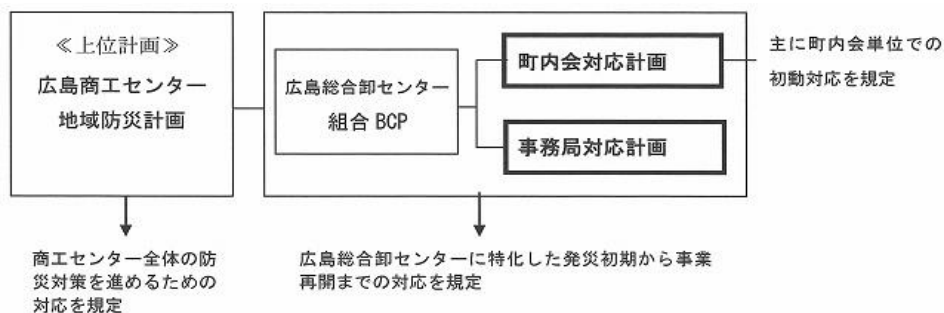 ≪上位計画≫
広島商工センター
地域防災計画
広島総合卸センター
組合 BCP
町内会対応計画
事務局対応計画
主に町内会単位での
初動対応を規定
商工センター全体の防
災対策を進めるための
対応を規定
広島総合卸センターに特化した発災初期から事業
再開までの対応を規定